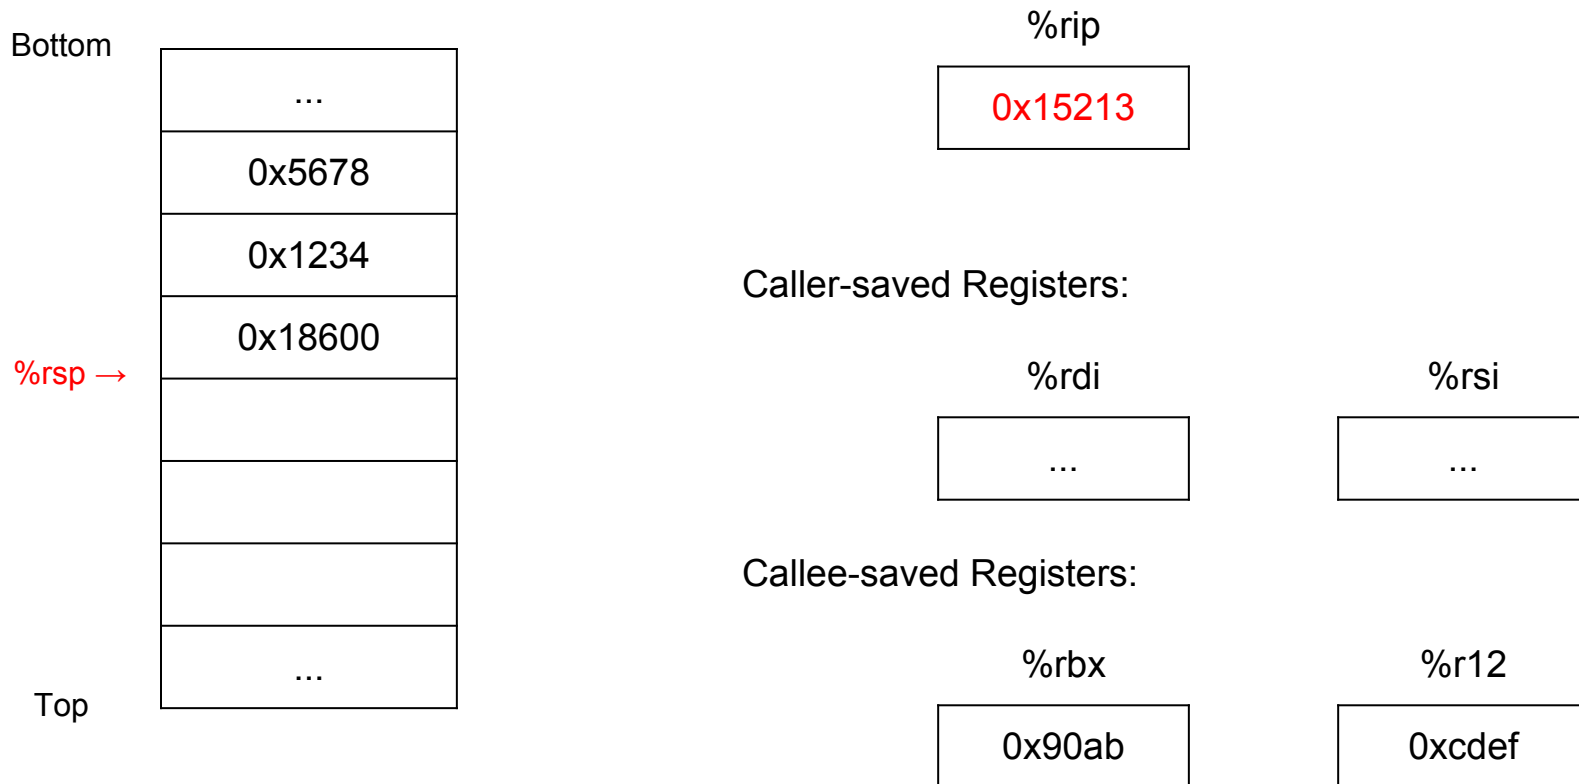 Bottom
...
0x5678
0x1234
0x18600
%rsp →
...
Top
%rip
0x15213
Caller-saved Registers:
%rdi %rsi
... ...
Callee-saved Registers:
%rbx %r12
0x90ab 0xcdef